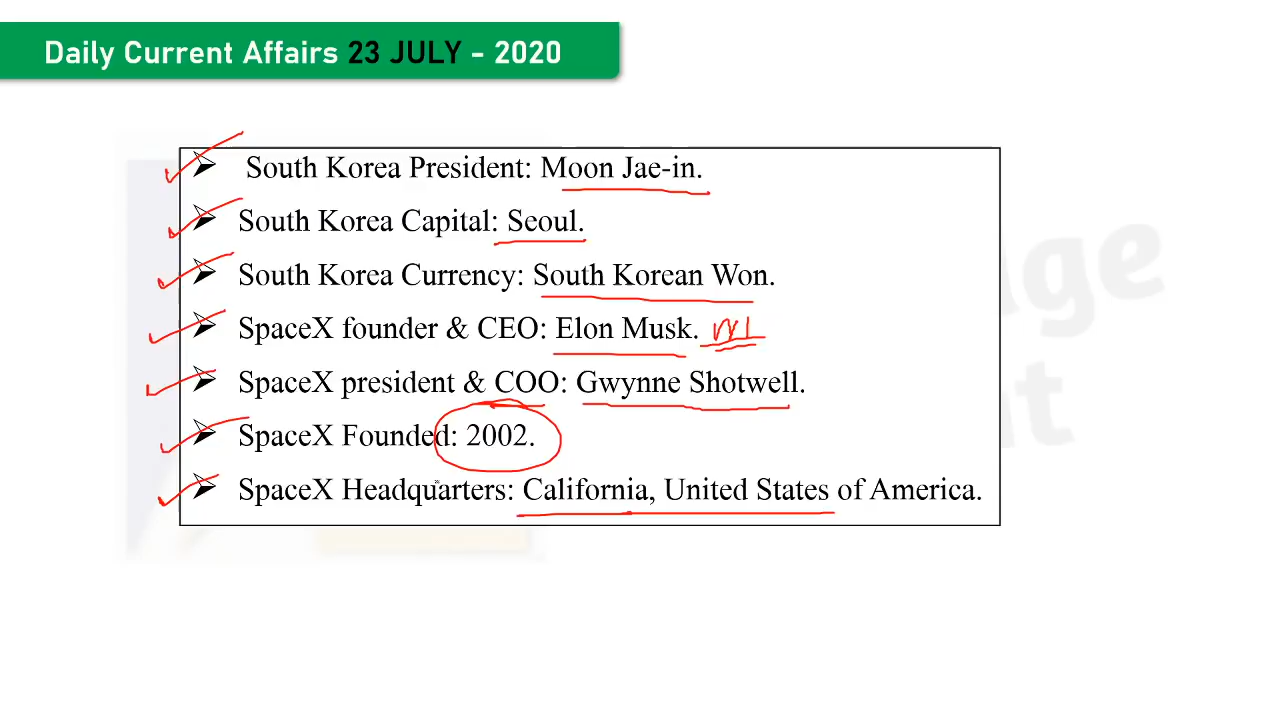 Daily Current Affairs 23 JULY - 2020
➢ South Korea President: Moon Jae-in.
➢ South Korea Capital: Seoul.
➢ South Korea Currency: South Korean Won.
➢ SpaceX founder & CEO: Elon Musk.
➢ SpaceX president & COO: Gwynne Shotwell.
➢ SpaceX Founded: 2002.
➢ SpaceX Headquarters: California, United States of America.